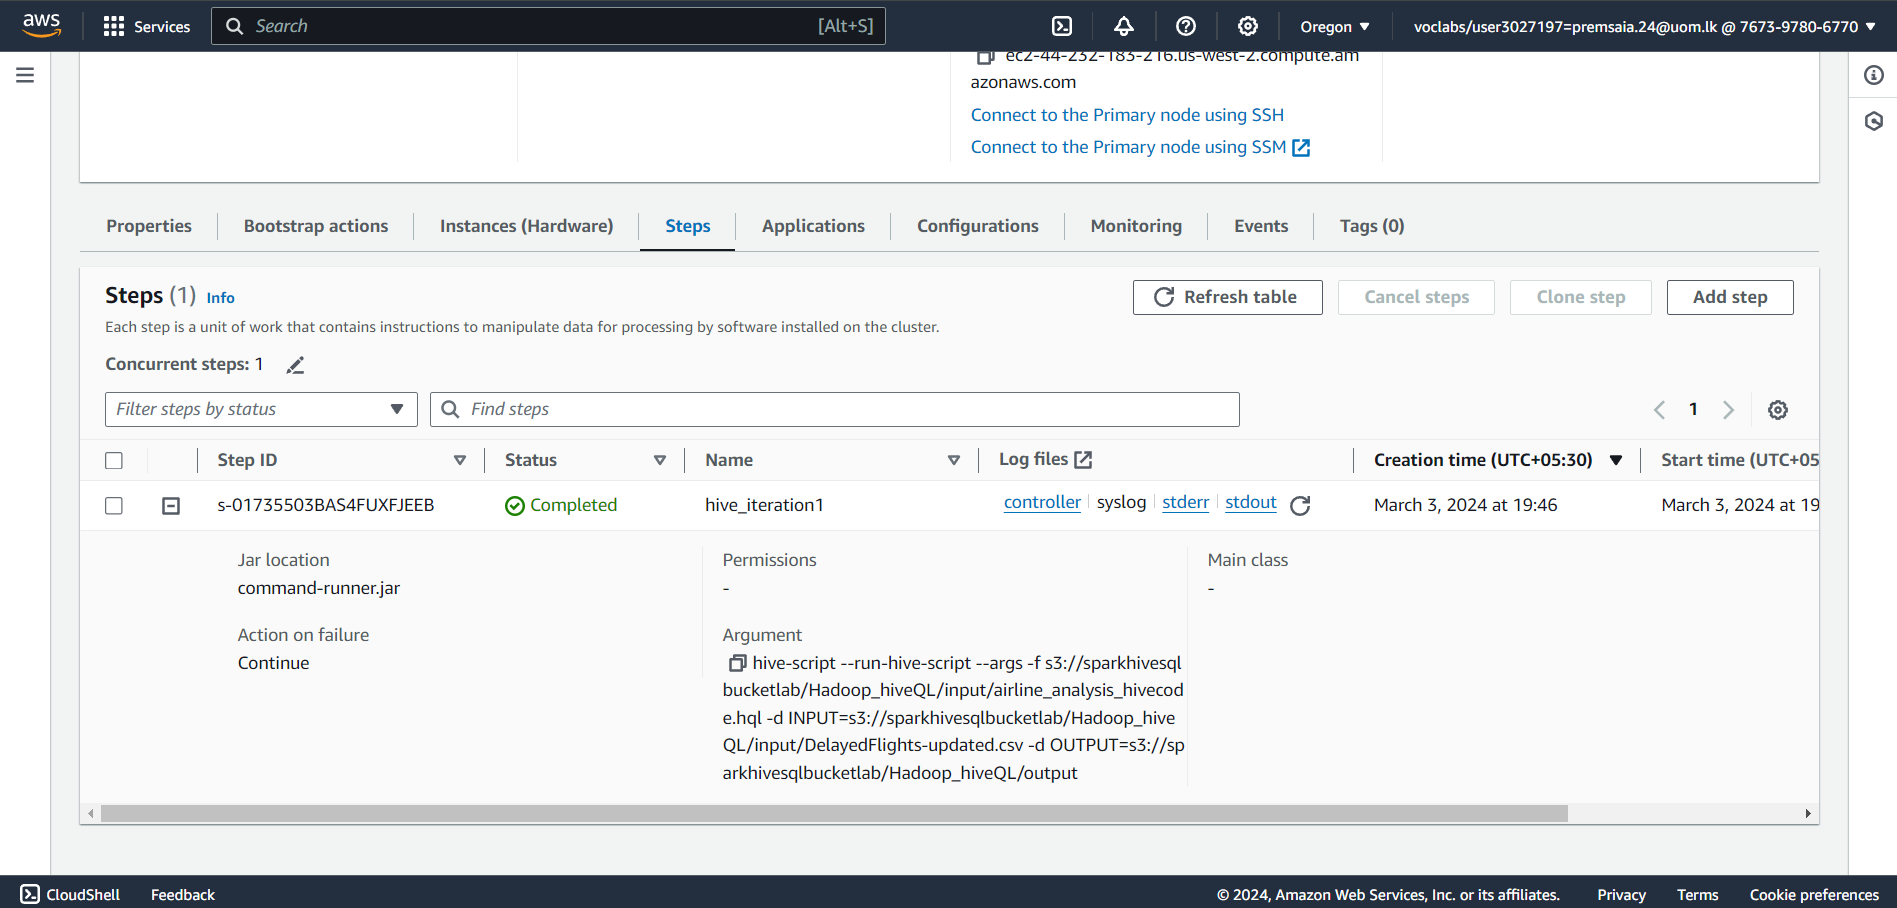 aws
Services
Search
[Alt+S]
Oregon
voclabs/user3027197=premsaia.24@uom.lk @ 7673-9780-6770
ec2-44-232-183-216.us-west-2.compute.am
azonaws.com
Connect to the Primary node using SSH
Connect to the Primary node using SSM
Properties
Bootstrap actions
Instances (Hardware)
Steps
Applications
Configurations
Monitoring
Events
Tags (0)
Steps (1) Info
Refresh table
Cancel steps
Clone step
Add step
Each step is a unit of work that contains instructions to manipulate data for processing by software installed on the cluster.
Concurrent steps: 1
Filter steps by status
Find steps
1
Step ID
Status
Name
Log files
Creation time (UTC+05:30)
Start time (UTC+05
s-01735503BAS4FUXFJEEB
Completed
hive_iteration1
controller
syslog
stderr
stdout
March 3, 2024 at 19:46
March 3, 2024 at 19
Jar location
command-runner.jar
Action on failure
Continue
Permissions
-
Argument
hive-script --run-hive-script --args -f s3://sparkhivesql
bucketlab/Hadoop_hiveQL/input/airline_analysis_hivecod
e.hql -d INPUT=s3://sparkhivesqlbucketlab/Hadoop_hive
QL/input/DelayedFlights-updated.csv -d OUTPUT=s3://sp
arkhivesqlbucketlab/Hadoop_hiveQL/output
Main class
-
CloudShell
Feedback
© 2024, Amazon Web Services, Inc. or its affiliates.
Privacy
Terms
Cookie preferences